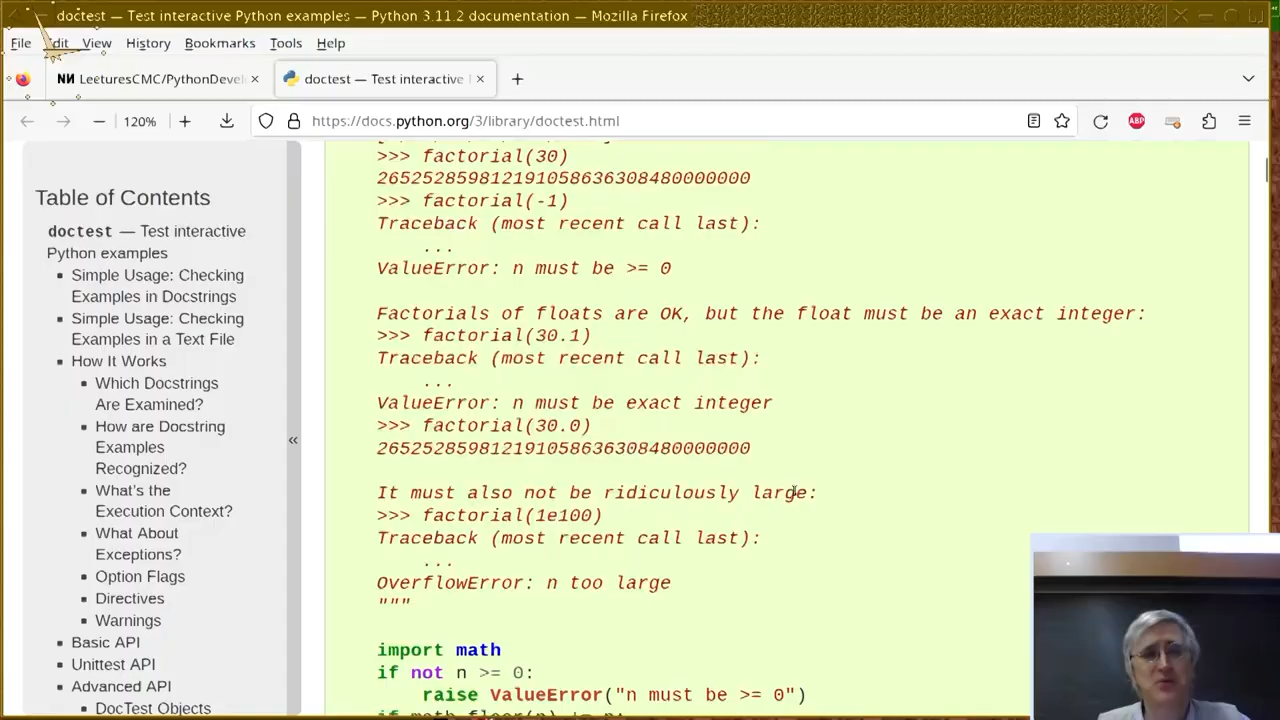 doctest — Test interactive Python examples — Python 3.11.2 documentation — Mozilla Firefox
File Edit View History Bookmarks Tools Help
LecturesCMC/PythonDevel
doctest — Test interactive
120%
https://docs.python.org/3/library/doctest.html
ABP
Table of Contents
doctest — Test interactive
Python examples
Simple Usage: Checking
Examples in Docstrings
Simple Usage: Checking
Examples in a Text File
How It Works
Which Docstrings
Are Examined?
How are Docstring
Examples
Recognized?
What's the
Execution Context?
What About
Exceptions?
Option Flags
Directives
Warnings
Basic API
Unittest API
Advanced API
DocTest Objects
«
>>> factorial(30)
265252859812191058636308480000000
>>> factorial(-1)
Traceback (most recent call last):
...
ValueError: n must be >= 0
Factorials of floats are OK, but the float must be an exact integer:
>>> factorial(30.1)
Traceback (most recent call last):
...
ValueError: n must be exact integer
>>> factorial(30.0)
265252859812191058636308480000000
It must also not be ridiculously large:
>>> factorial(1e100)
Traceback (most recent call last):
...
OverflowError: n too large
"""
import math
if not n >= 0:
raise ValueError("n must be >= 0")
if math.floor(n) != n: